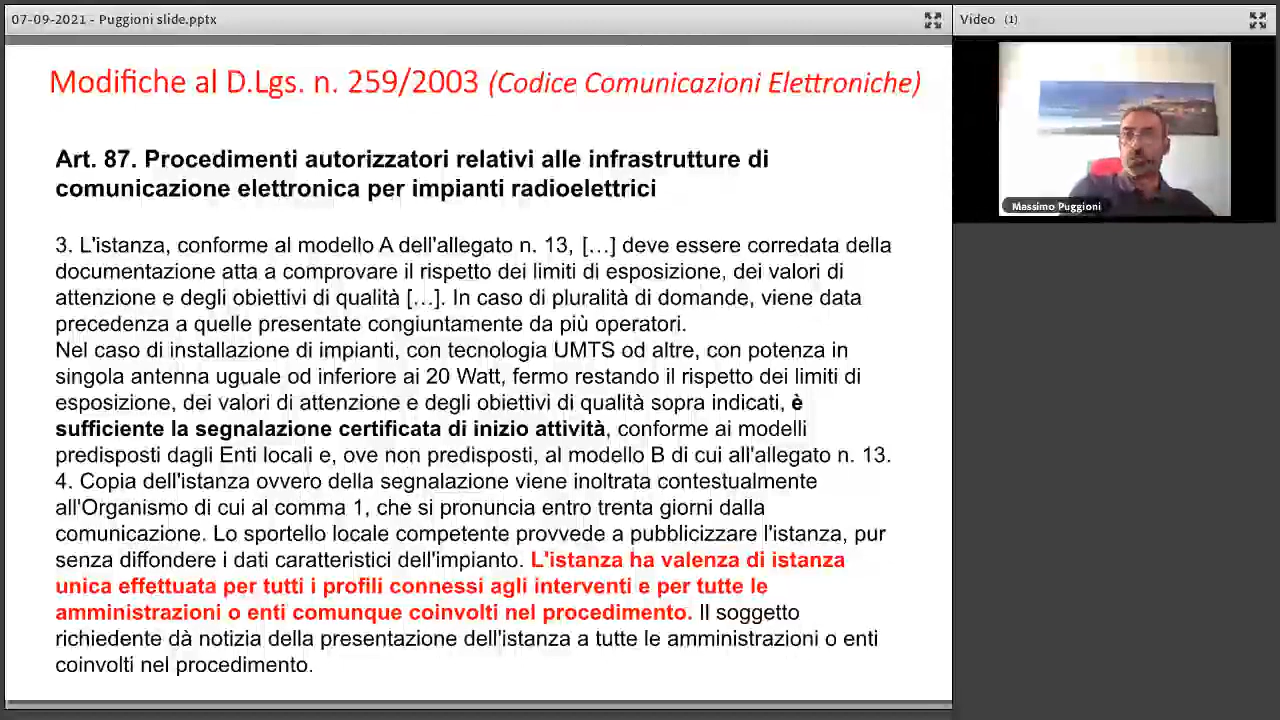 07-09-2021 - Puggioni slide.pptx
Video (1)
Modifiche al D.Lgs. n. 259/2003 (Codice Comunicazioni Elettroniche)
Art. 87. Procedimenti autorizzatori relativi alle infrastrutture di
comunicazione elettronica per impianti radioelettrici
3. L'istanza, conforme al modello A dell'allegato n. 13, […] deve essere corredata della
documentazione atta a comprovare il rispetto dei limiti di esposizione, dei valori di
attenzione e degli obiettivi di qualità […]. In caso di pluralità di domande, viene data
precedenza a quelle presentate congiuntamente da più operatori.
Nel caso di installazione di impianti, con tecnologia UMTS od altre, con potenza in
singola antenna uguale od inferiore ai 20 Watt, fermo restando il rispetto dei limiti di
esposizione, dei valori di attenzione e degli obiettivi di qualità sopra indicati, è
sufficiente la segnalazione certificata di inizio attività, conforme ai modelli
predisposti dagli Enti locali e, ove non predisposti, al modello B di cui all'allegato n. 13.
4. Copia dell'istanza ovvero della segnalazione viene inoltrata contestualmente
all'Organismo di cui al comma 1, che si pronuncia entro trenta giorni dalla
comunicazione. Lo sportello locale competente provvede a pubblicizzare l'istanza, pur
senza diffondere i dati caratteristici dell'impianto. L'istanza ha valenza di istanza
unica effettuata per tutti i profili connessi agli interventi e per tutte le
amministrazioni o enti comunque coinvolti nel procedimento. Il soggetto
richiedente dà notizia della presentazione dell'istanza a tutte le amministrazioni o enti
coinvolti nel procedimento.
Massimo Puggioni